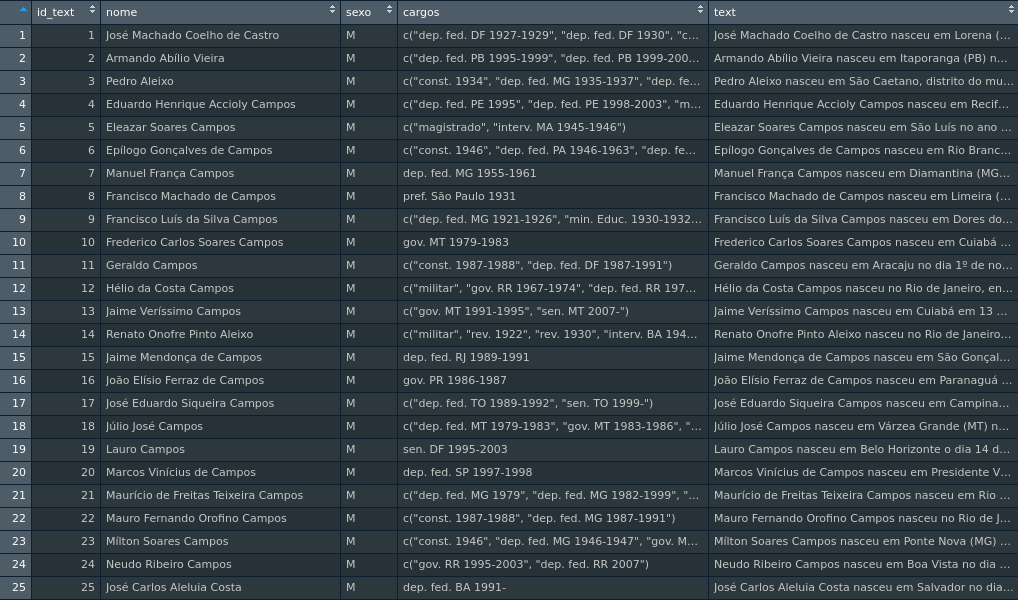 id_text nome sexo cargos text
1 1 José Machado Coelho de Castro M c("dep. fed. DF 1927-1929", "dep. fed. DF 1930", "c... José Machado Coelho de Castro nasceu em Lorena (...
2 2 Armando Abílio Vieira M c("dep. fed. PB 1995-1999", "dep. fed. PB 1999-200... Armando Abílio Vieira nasceu em Itaporanga (PB) n...
3 3 Pedro Aleixo M c("const. 1934", "dep. fed. MG 1935-1937", "dep. fe... Pedro Aleixo nasceu em São Caetano, distrito do mu...
4 4 Eduardo Henrique Accioly Campos M c("dep. fed. PE 1995", "dep. fed. PE 1998-2003", "m... Eduardo Henrique Accioly Campos nasceu em Recif...
5 5 Eleazar Soares Campos M c("magistrado", "interv. MA 1945-1946") Eleazar Soares Campos nasceu em São Luís no ano ...
6 6 Epílogo Gonçalves de Campos M c("const. 1946", "dep. fed. PA 1946-1963", "dep. fe... Epílogo Gonçalves de Campos nasceu em Rio Branc...
7 7 Manuel França Campos M dep. fed. MG 1955-1961 Manuel França Campos nasceu em Diamantina (MG...
8 8 Francisco Machado de Campos M pref. São Paulo 1931 Francisco Machado de Campos nasceu em Limeira (...
9 9 Francisco Luís da Silva Campos M c("dep. fed. MG 1921-1926", "min. Educ. 1930-1932... Francisco Luís da Silva Campos nasceu em Dores do...
10 10 Frederico Carlos Soares Campos M gov. MT 1979-1983 Frederico Carlos Soares Campos nasceu em Cuiabá ...
11 11 Geraldo Campos M c("const. 1987-1988", "dep. fed. DF 1987-1991") Geraldo Campos nasceu em Aracaju no dia 1º de no...
12 12 Hélio da Costa Campos M c("militar", "gov. RR 1967-1974", "dep. fed. RR 197... Hélio da Costa Campos nasceu no Rio de Janeiro, en...
13 13 Jaime Veríssimo Campos M c("gov. MT 1991-1995", "sen. MT 2007-") Jaime Veríssimo Campos nasceu em Cuiabá em 13 ...
14 14 Renato Onofre Pinto Aleixo M c("militar", "rev. 1922", "rev. 1930", "interv. BA 194... Renato Onofre Pinto Aleixo nasceu no Rio de Janeiro...
15 15 Jaime Mendonça de Campos M dep. fed. RJ 1989-1991 Jaime Mendonça de Campos nasceu em São Gonçal...
16 16 João Elísio Ferraz de Campos M gov. PR 1986-1987 João Elísio Ferraz de Campos nasceu em Paranaguá ...
17 17 José Eduardo Siqueira Campos M c("dep. fed. TO 1989-1992", "sen. TO 1999-") José Eduardo Siqueira Campos nasceu em Campina...
18 18 Júlio José Campos M c("dep. fed. MT 1979-1983", "gov. MT 1983-1986", "... Júlio José Campos nasceu em Várzea Grande (MT) n...
19 19 Lauro Campos M sen. DF 1995-2003 Lauro Campos nasceu em Belo Horizonte o dia 14 d...
20 20 Marcos Vinícius de Campos M dep. fed. SP 1997-1998 Marcos Vinícius de Campos nasceu em Presidente V...
21 21 Maurício de Freitas Teixeira Campos M c("dep. fed. MG 1979", "dep. fed. MG 1982-1999", "... Maurício de Freitas Teixeira Campos nasceu em Rio ...
22 22 Mauro Fernando Orofino Campos M c("const. 1987-1988", "dep. fed. MG 1987-1991") Mauro Fernando Orofino Campos nasceu no Rio de J...
23 23 Mílton Soares Campos M c("const. 1946", "dep. fed. MG 1946-1947", "gov. M... Mílton Soares Campos nasceu em Ponte Nova (MG) ...
24 24 Neudo Ribeiro Campos M c("gov. RR 1995-2003", "dep. fed. RR 2007") Neudo Ribeiro Campos nasceu em Boa Vista no dia ...
25 25 José Carlos Aleluia Costa M dep. fed. BA 1991- José Carlos Aleluia Costa nasceu em Salvador no dia...